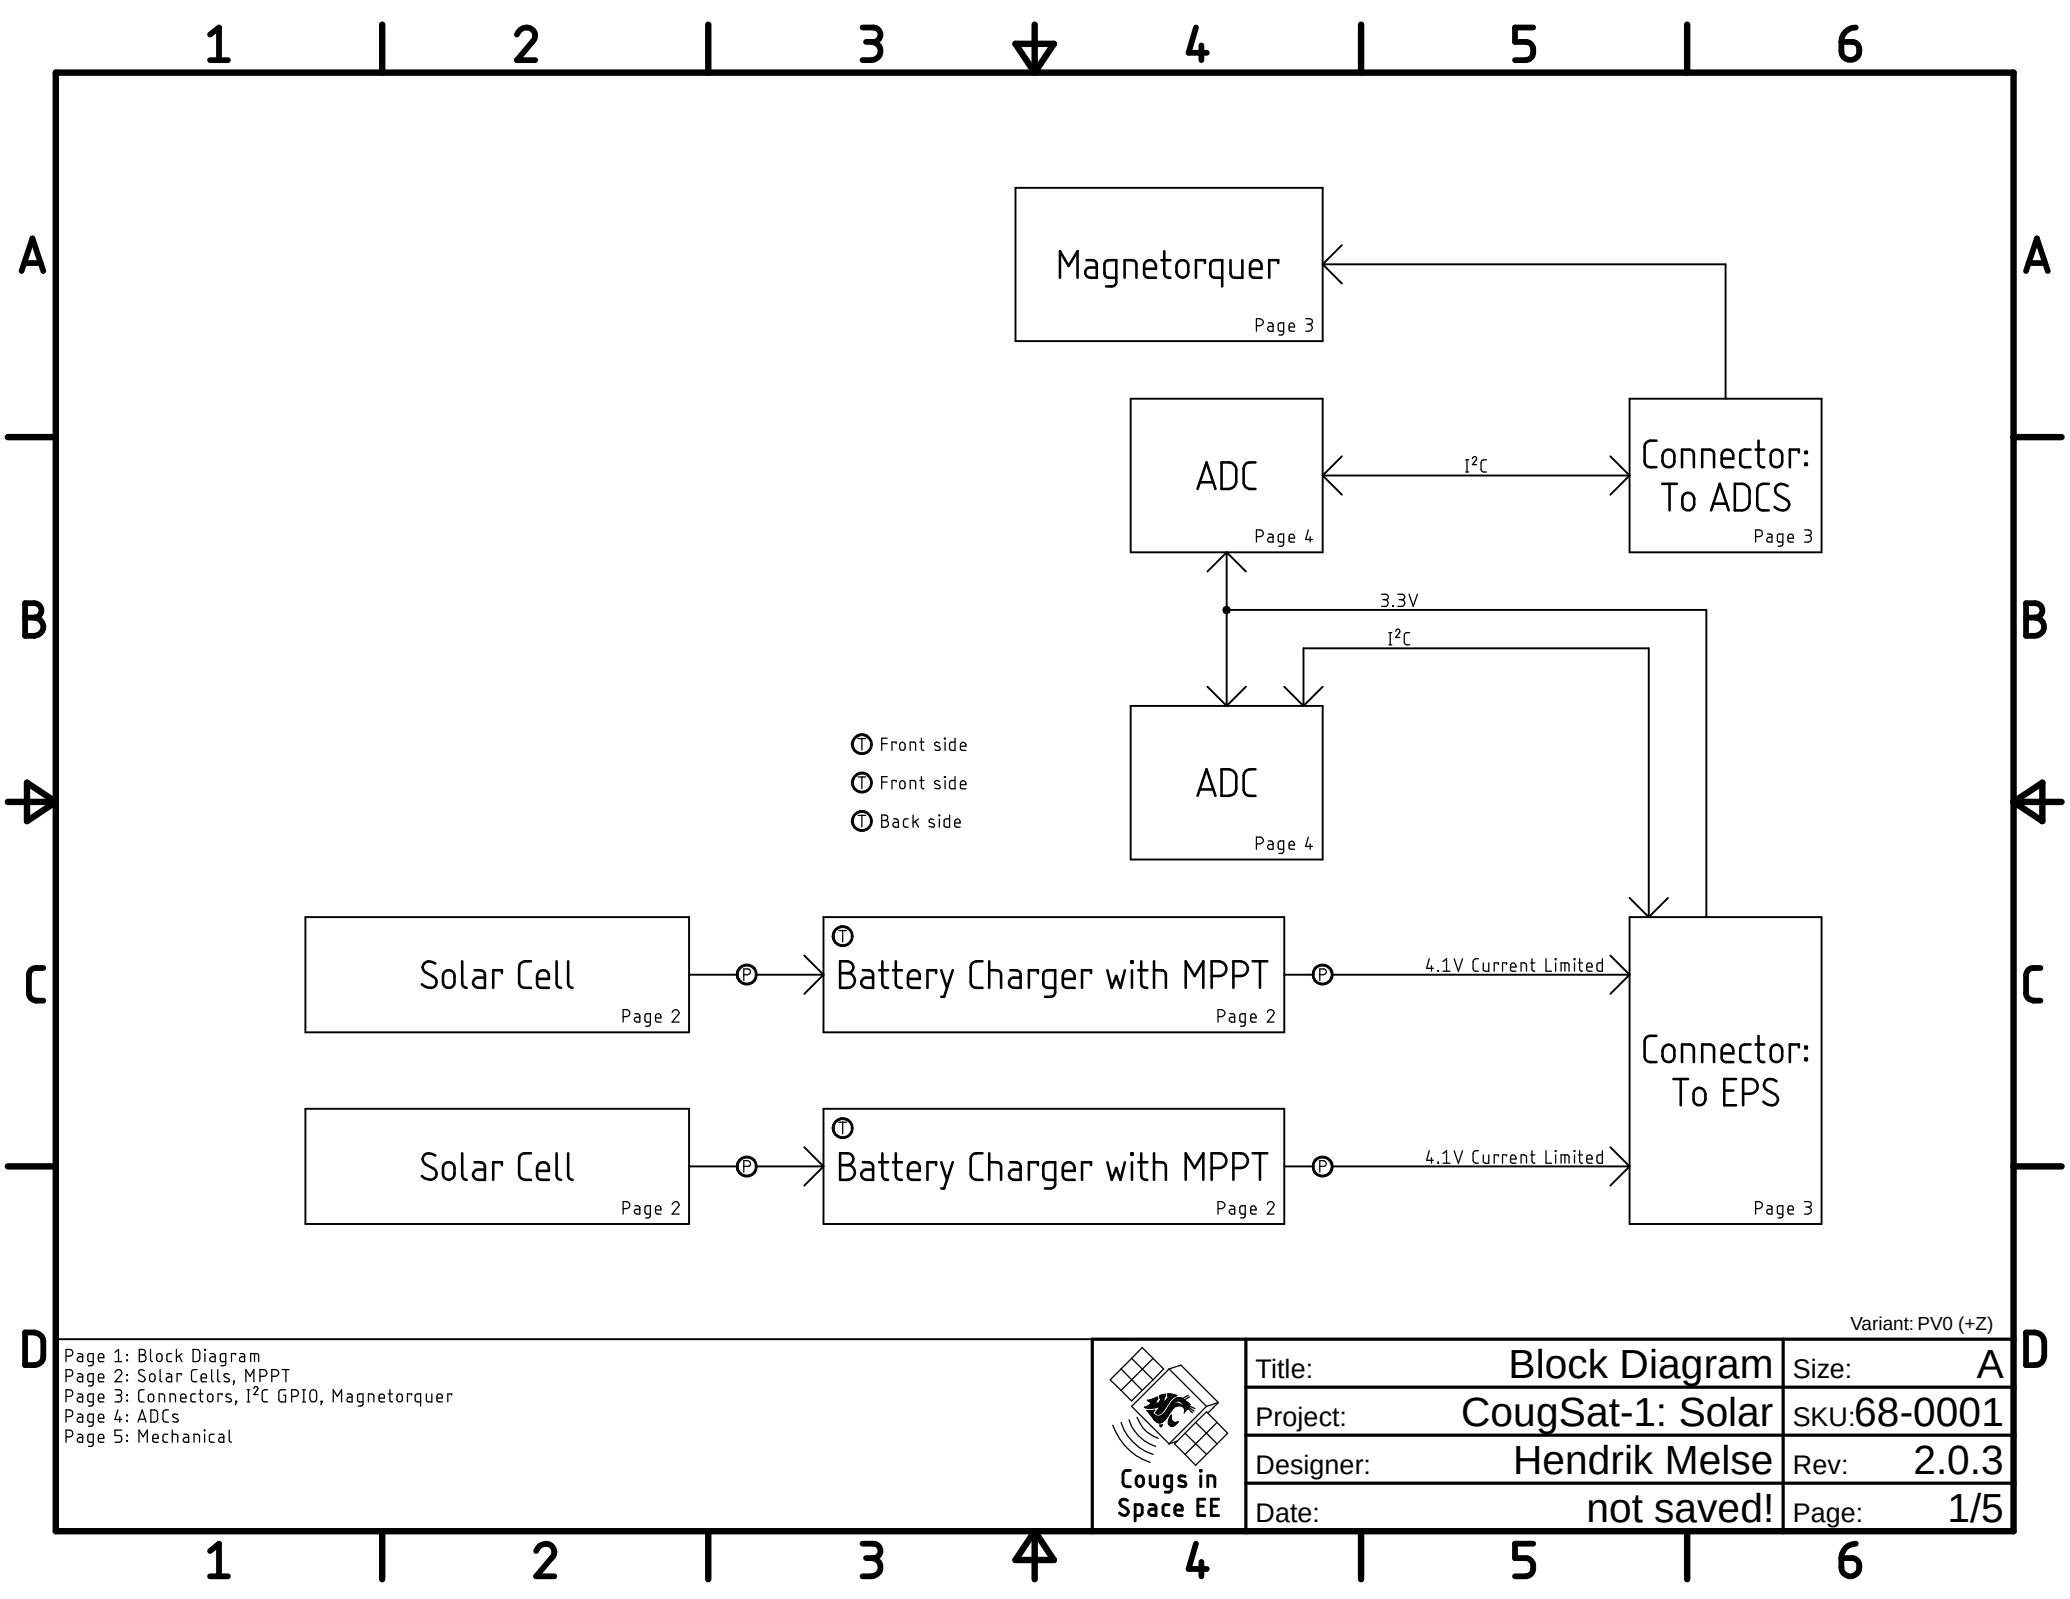 1 2 3 4 5 6
A A
Magnetorquer
Page 3
ADC
Page 4
I²C
Connector:
To ADCS
Page 3
B B
3.3V
I²C
T Front side
T Front side
T Back side
ADC
Page 4
C C
Solar Cell
Page 2
P
T
Battery Charger with MPPT
Page 2
P
4.1V Current Limited
Connector:
To EPS
Page 3
Solar Cell
Page 2
P
T
Battery Charger with MPPT
Page 2
P
4.1V Current Limited
Variant: PV0 (+Z)
D D
Page 1: Block Diagram
Page 2: Solar Cells, MPPT
Page 3: Connectors, I²C GPIO, Magnetorquer
Page 4: ADCs
Page 5: Mechanical
Cougs in
Space EE
Title: Block Diagram Size: A
Project: CougSat-1: Solar SKU:68-0001
Designer: Hendrik Melse Rev: 2.0.3
Date: not saved! Page: 1/5
1 2 3 4 5 6